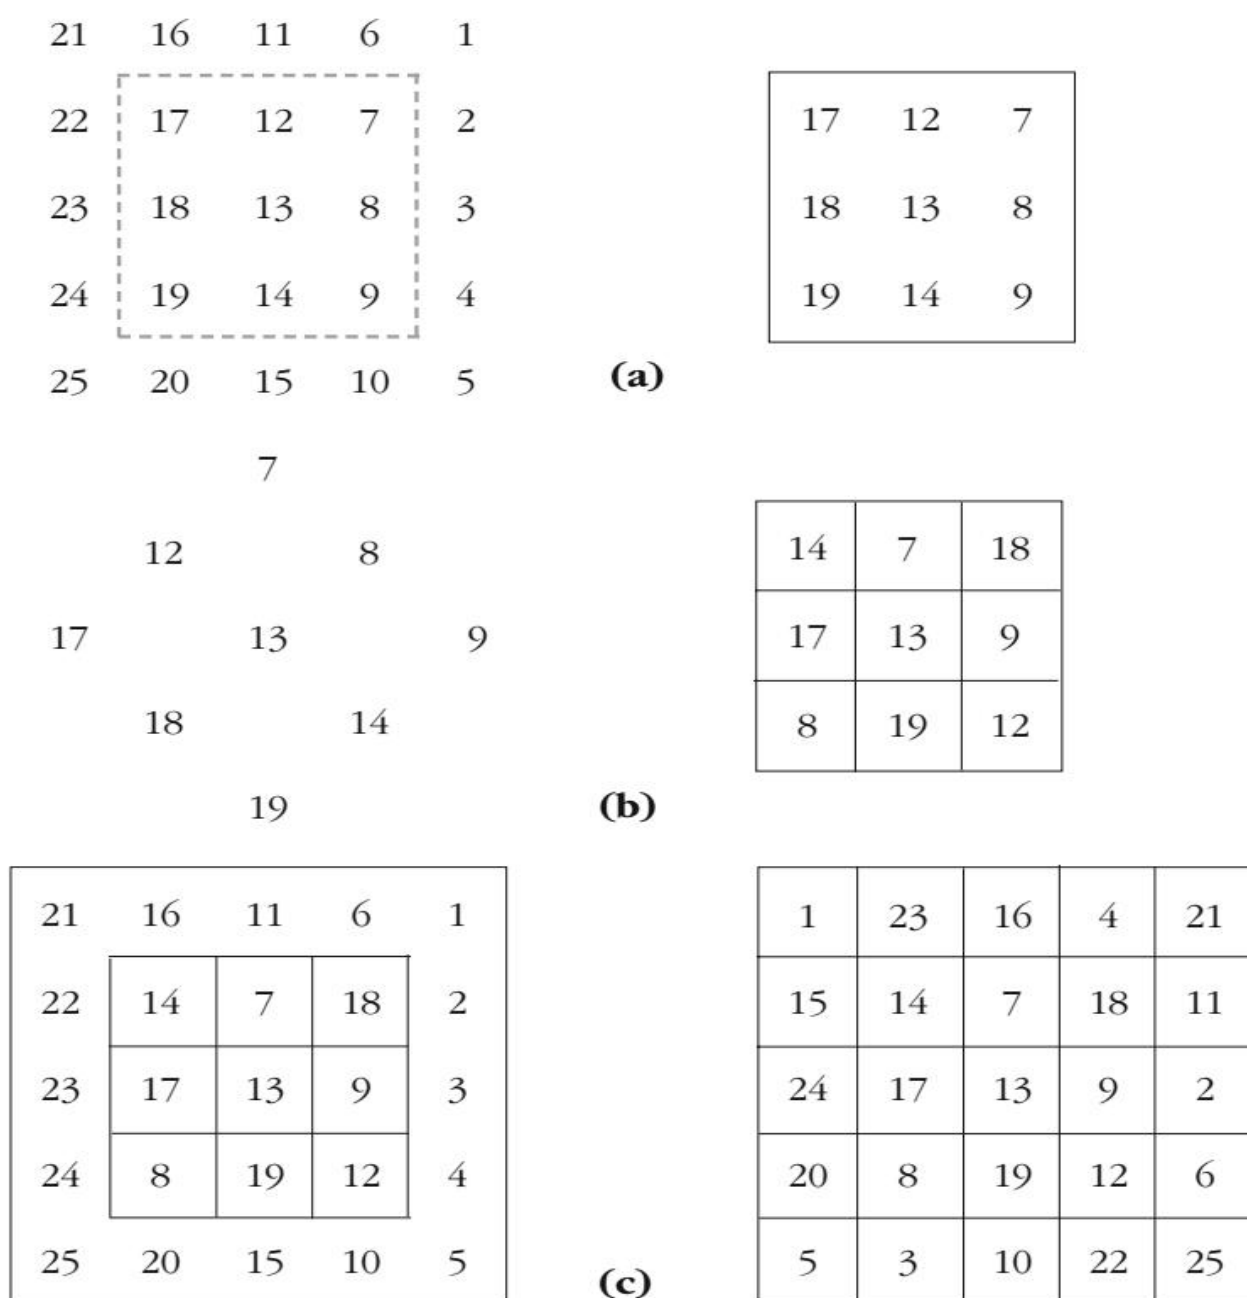 21 16 11 6 1
22 17 12 7 2 17 12 7
23 18 13 8 3 18 13 8
24 19 14 9 4 19 14 9
25 20 15 10 5 (a)
7
12 8 14 7 18
17 13 9 17 13 9
18 14 8 19 12
19 (b)
21 16 11 6 1 1 23 16 4 21
22 14 7 18 2 15 14 7 18 11
23 17 13 9 3 24 17 13 9 2
24 8 19 12 4 20 8 19 12 6
25 20 15 10 5 (c) 5 3 10 22 25